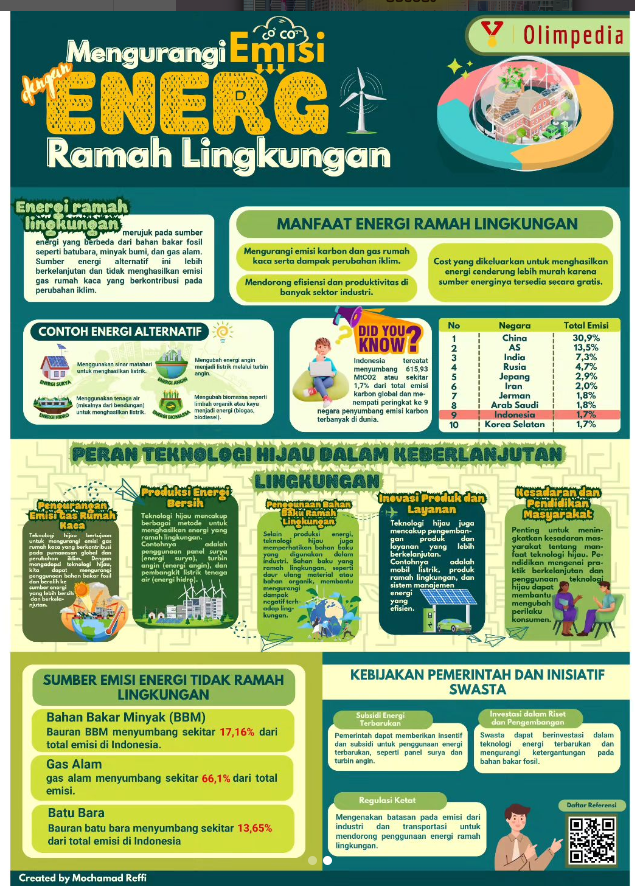 Olimpedia
CO CO²
Mengurangi Emisi
dengan
ENERG
Ramah Lingkungan
Energi ramah
lingkungan
merujuk pada sumber
energi yang berbeda dari bahan bakar fosil
seperti batubara, minyak bumi, dan gas alam.
Sumber energi alternatif ini lebih
berkelanjutan dan tidak menghasilkan emisi
gas rumah kaca yang berkontribusi pada
perubahan iklim.
MANFAAT ENERGI RAMAH LINGKUNGAN
Mengurangi emisi karbon dan gas rumah
kaca serta dampak perubahan iklim.
Mendorong efisiensi dan produktivitas di
banyak sektor industri.
Cost yang dikeluarkan untuk menghasilkan
energi cenderung lebih murah karena
sumber energinya tersedia secara gratis.
CONTOH ENERGI ALTERNATIF
Menggunakan sinar matahari
untuk menghasilkan listrik.
ENERGI SURYA
Mengubah energi angin
menjadi listrik melalui turbin
angin.
ENERGI ANGIN
Menggunakan tenaga air
(misalnya dari bendungan)
untuk menghasilkan listrik.
ENERGI HIDRO
Mengubah biomassa seperti
limbah organik atau kayu
menjadi energi (biogas,
biodiesel).
ENERGI BIOMASSA
DID YOU
KNOW?
Indonesia tercatat
menyumbang 615,93
MtCO2 atau sekitar
1,7% dari total emisi
karbon global dan me-
nempati peringkat ke 9
negara penyumbang emisi karbon
terbanyak di dunia.
No Negara Total Emisi
1 China 30,9%
2 AS 13,5%
3 India 7,3%
4 Rusia 4,7%
5 Jepang 2,9%
6 Iran 2,0%
7 Jerman 1,8%
8 Arab Saudi 1,8%
9 Indonesia 1,7%
10 Korea Selatan 1,7%
PERAN TEKNOLOGI HIJAU DALAM KEBERLANJUTAN
LINGKUNGAN
Pengurangan
Emisi Gas Rumah
Kaca
Teknologi hijau bertujuan
untuk mengurangi emisi gas
rumah kaca yang berkontribusi
pada pemanasan global dan
perubahan iklim. Dengan
mengadopsi teknologi hijau,
kita dapat mengurangi
penggunaan bahan bakar fosil
dan beralih ke
sumber energi
yang lebih bersih
dan berkela-
njutan.
Produksi Energi
Bersih
Teknologi hijau mencakup
berbagai metode untuk
menghasilkan energi yang
ramah lingkungan.
Contohnya adalah
penggunaan panel surya
(energi surya), turbin
angin (energi angin), dan
pembangkit listrik tenaga
air (energi hidro).
Penggunaan Bahan
Baku Ramah
Lingkungan
Selain produksi energi,
teknologi hijau juga
memperhatikan bahan baku
yang digunakan dalam
industri. Bahan baku yang
ramah lingkungan, seperti
daur ulang material atau
bahan organik, membantu
mengurangi
dampak
negatif terh-
adap ling-
kungan.
Inovasi Produk dan
Layanan
Teknologi hijau juga
mencakup pengemban-
gan produk dan
layanan yang lebih
berkelanjutan.
Contohnya adalah
mobil listrik, produk
ramah lingkungan, dan
sistem manajemen
energi
yang
efisien.
Kesadaran dan
Pendidikan
Masyarakat
Penting untuk menin-
gkatkan kesadaran mas-
yarakat tentang man-
faat teknologi hijau. Pe-
ndidikan mengenai pra-
ktik berkelanjutan dan
penggunaan teknologi
hijau dapat
membantu
mengubah
perilaku
konsumen.
SUMBER EMISI ENERGI TIDAK RAMAH
LINGKUNGAN
Bahan Bakar Minyak (BBM)
Bauran BBM menyumbang sekitar 17,16% dari
total emisi di Indonesia.
Gas Alam
gas alam menyumbang sekitar 66,1% dari total
emisi.
Batu Bara
Bauran batu bara menyumbang sekitar 13,65%
dari total emisi di Indonesia
KEBIJAKAN PEMERINTAH DAN INISIATIF
SWASTA
Subsidi Energi
Terbarukan
Pemerintah dapat memberikan insentif
dan subsidi untuk penggunaan energi
terbarukan, seperti panel surya dan
turbin angin.
Investasi dalam Riset
dan Pengembangan
Swasta dapat berinvestasi dalam
teknologi energi terbarukan dan
mengurangi ketergantungan pada
bahan bakar fosil.
Regulasi Ketat
Mengenakan batasan pada emisi dari
industri dan transportasi untuk
mendorong penggunaan energi ramah
lingkungan.
Daftar Referensi
Created by Mochamad Reffi